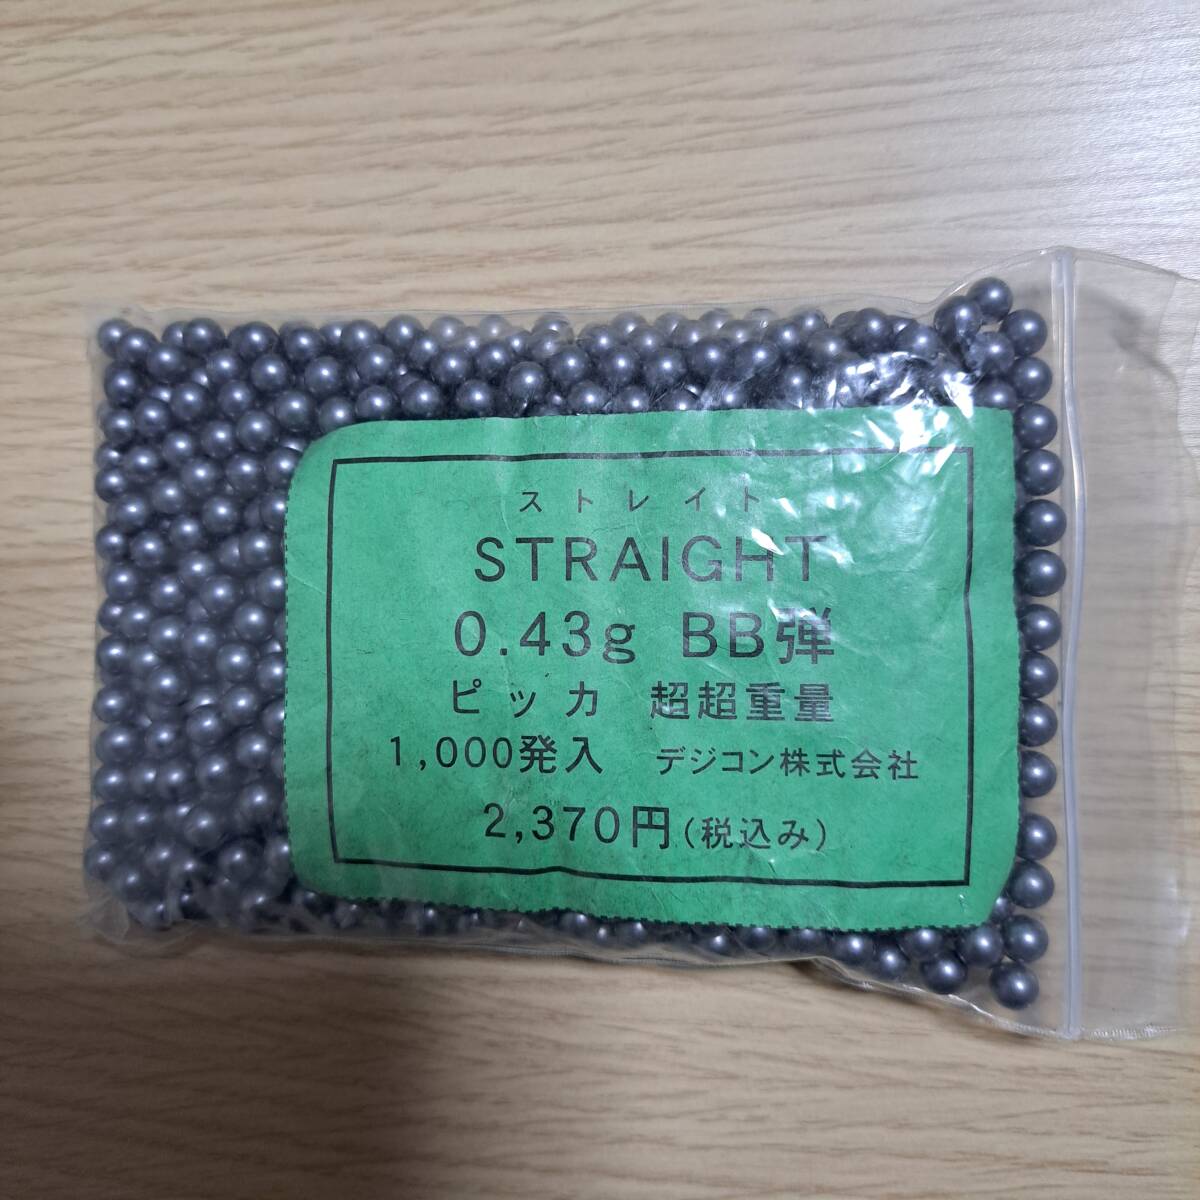 ストレイト
STRAIGHT
0.43g BB弾
ピッカ 超超重量
1,000発入 デジコン株式会社
2,370円(税込み)